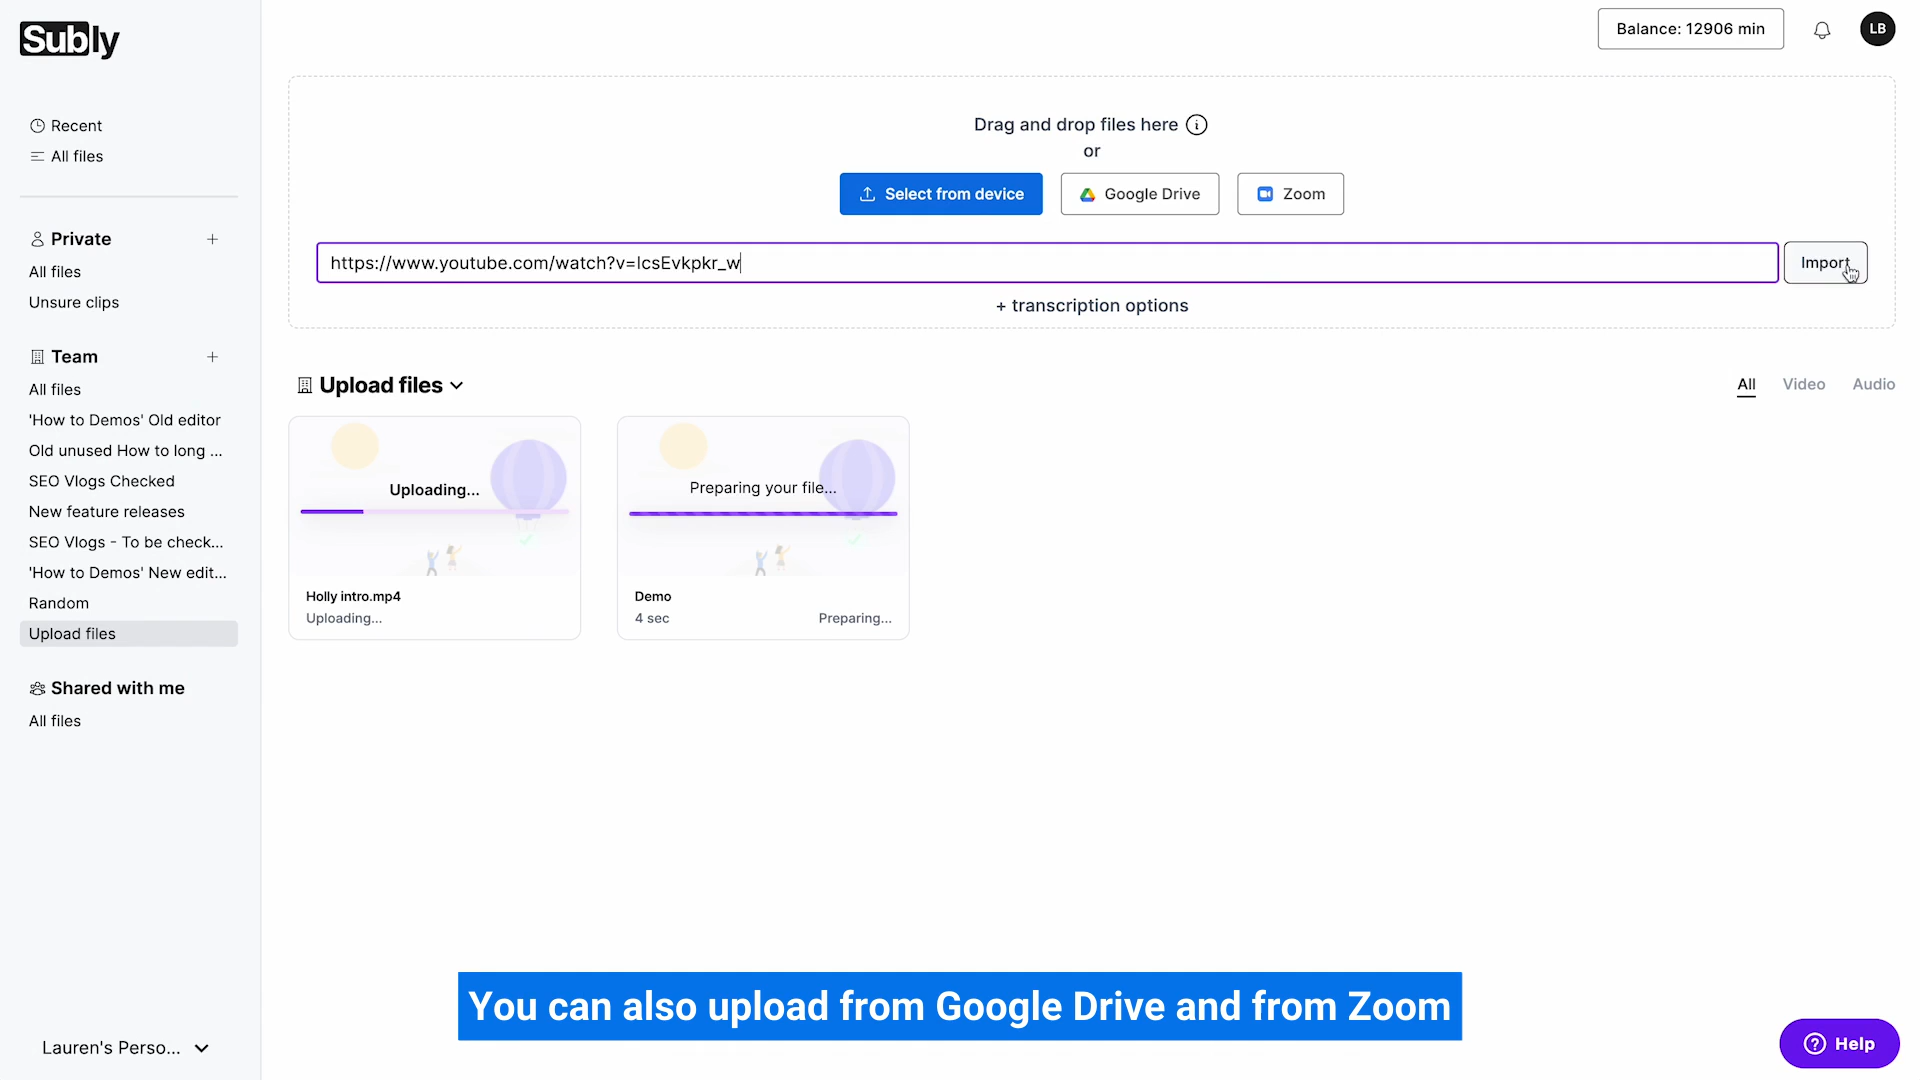 Subly
Balance: 12906 min
LB
Recent
All files
Private
All files
Unsure clips
Team
All files
'How to Demos' Old editor
Old unused How to long ...
SEO Vlogs Checked
New feature releases
SEO Vlogs - To be check...
'How to Demos' New edit...
Random
Upload files
Shared with me
All files
Lauren's Perso...
Drag and drop files here
or
Select from device
Google Drive
Zoom
https://www.youtube.com/watch?v=IcsEvkpkr_w
Import
+ transcription options
Upload files
All
Video
Audio
Uploading...
Holly intro.mp4
Uploading...
Preparing your file...
Demo
4 sec
Preparing...
You can also upload from Google Drive and from Zoom
Help